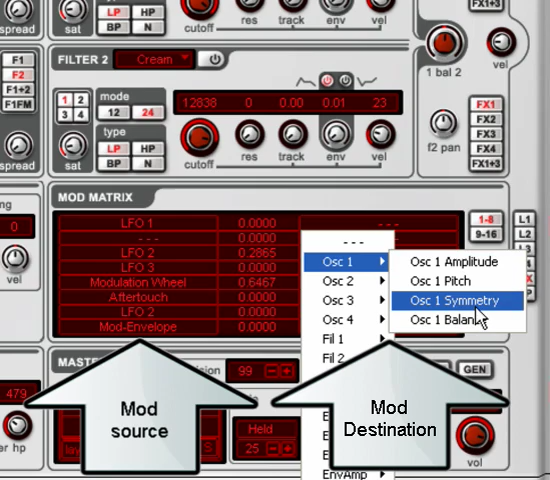 spread
sat
LP HP
BP N
cutoff
res
track
env
vel
FX1+3
F1
F2
F1+2
F1FM
FILTER 2
Cream
1 bal 2
vel
1 2
3 4
mode
12 24
12838 0 0.00 0.01 23
type
LP HP
BP N
spread
sat
cutoff
res
track
env
vel
f2 pan
FX1
FX2
FX3
FX4
FX1+3
MOD MATRIX
0
vel
LFO 1 0.0000 - - -
- - - 0.0000
LFO 2 0.2865
LFO 3 0.0000
Modulation Wheel 0.6467
Aftertouch 0.0000
LFO 2 0.0000
Mod-Envelope 0.0000
1-8
9-16
L1
L2
L3
- - -
Osc 1
Osc 2
Osc 3
Osc 4
Fil 1
Fil 2
EnvAmp
Osc 1 Amplitude
Osc 1 Pitch
Osc 1 Symmetry
Osc 1 Balan
99
GEN
479
hp
Held
25
vol
Mod
source
Mod
Destination